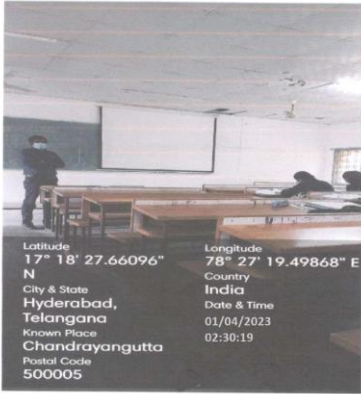 Latitude
17° 18' 27.66096"
N
City & State
Hyderabad,
Telangana
Known Place
Chandrayangutta
Postal Code
500005
Longitude
78° 27' 19.49868" E
Country
India
Date & Time
01/04/2023
02:30:19